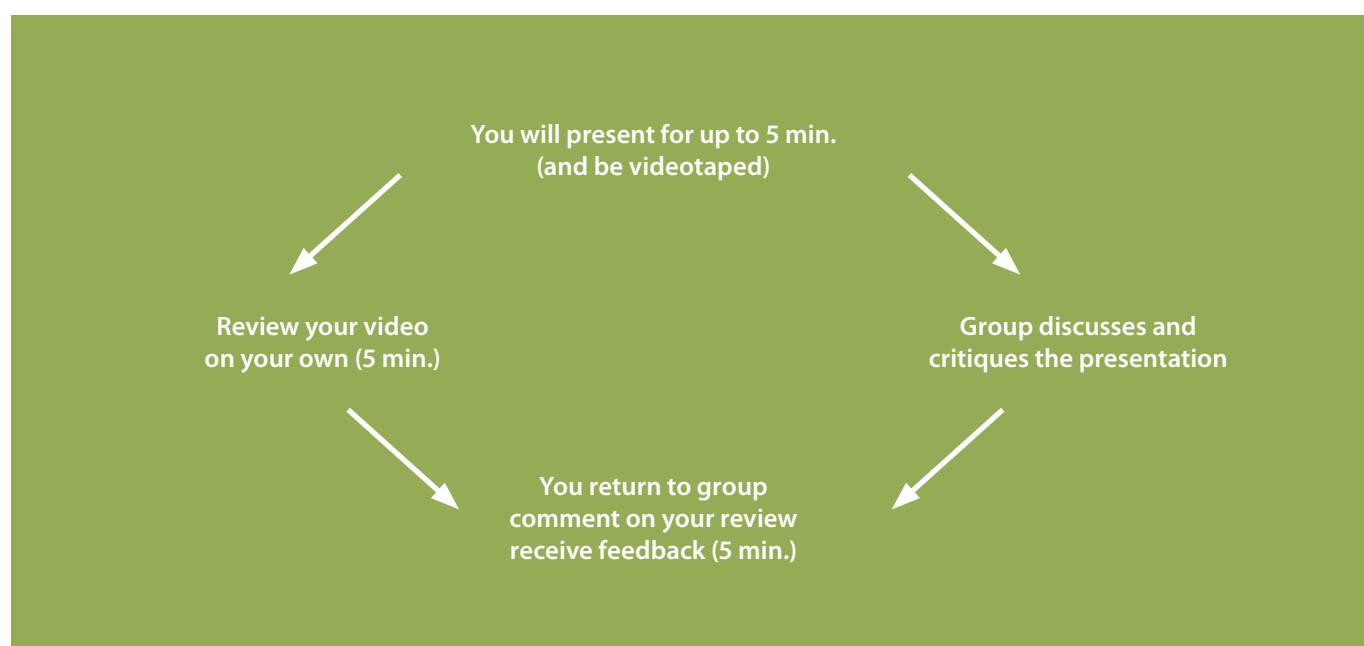 You will present for up to 5 min.
(and be videotaped)
Review your video
on your own (5 min.)
Group discusses and
critiques the presentation
You return to group
comment on your review
receive feedback (5 min.)